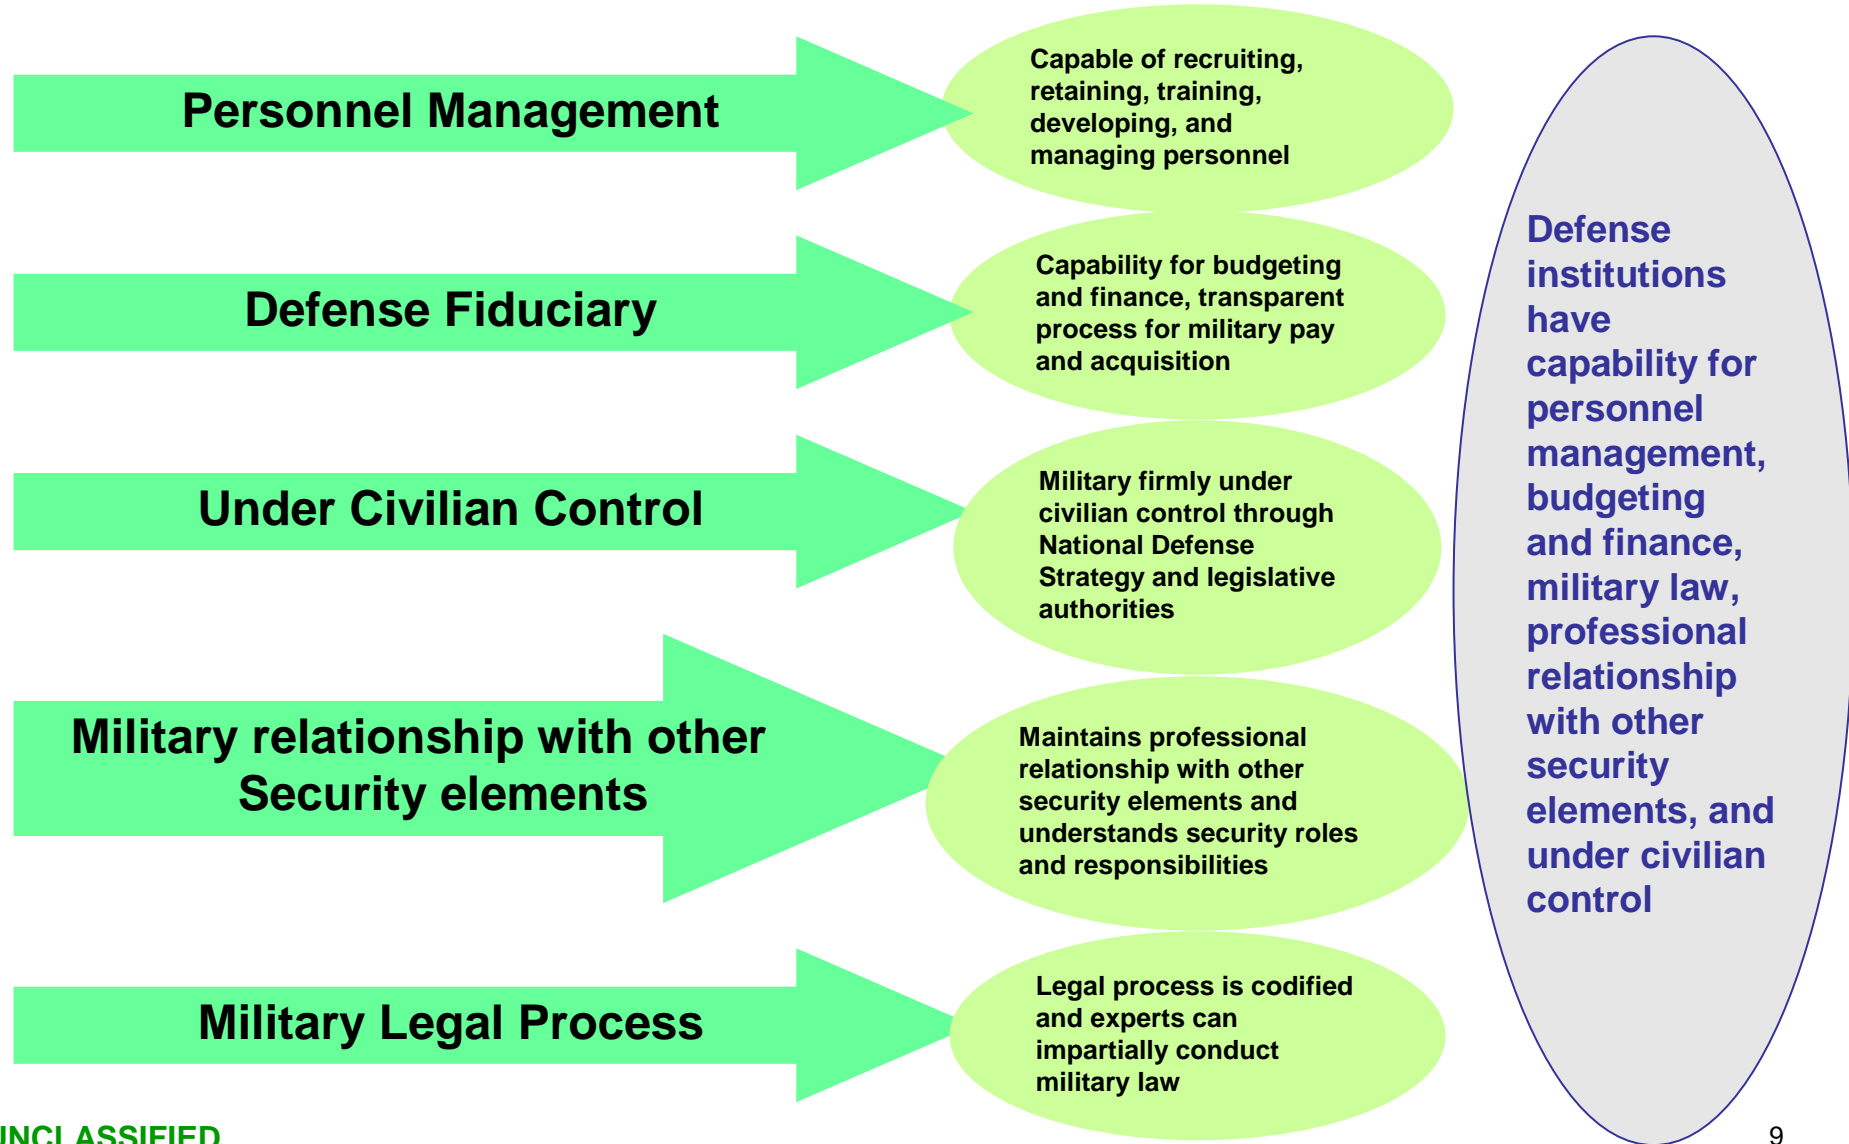 Personnel Management
Capable of recruiting,
retaining, training,
developing, and
managing personnel
Defense Fiduciary
Capability for budgeting
and finance, transparent
process for military pay
and acquisition
Under Civilian Control
Military firmly under
civilian control through
National Defense
Strategy and legislative
authorities
Military relationship with other
Security elements
Maintains professional
relationship with other
security elements and
understands security roles
and responsibilities
Military Legal Process
Legal process is codified
and experts can
impartially conduct
military law
Defense
institutions
have
capability for
personnel
management,
budgeting
and finance,
military law,
professional
relationship
with other
security
elements, and
under civilian
control
UNCLASSIFIED
9